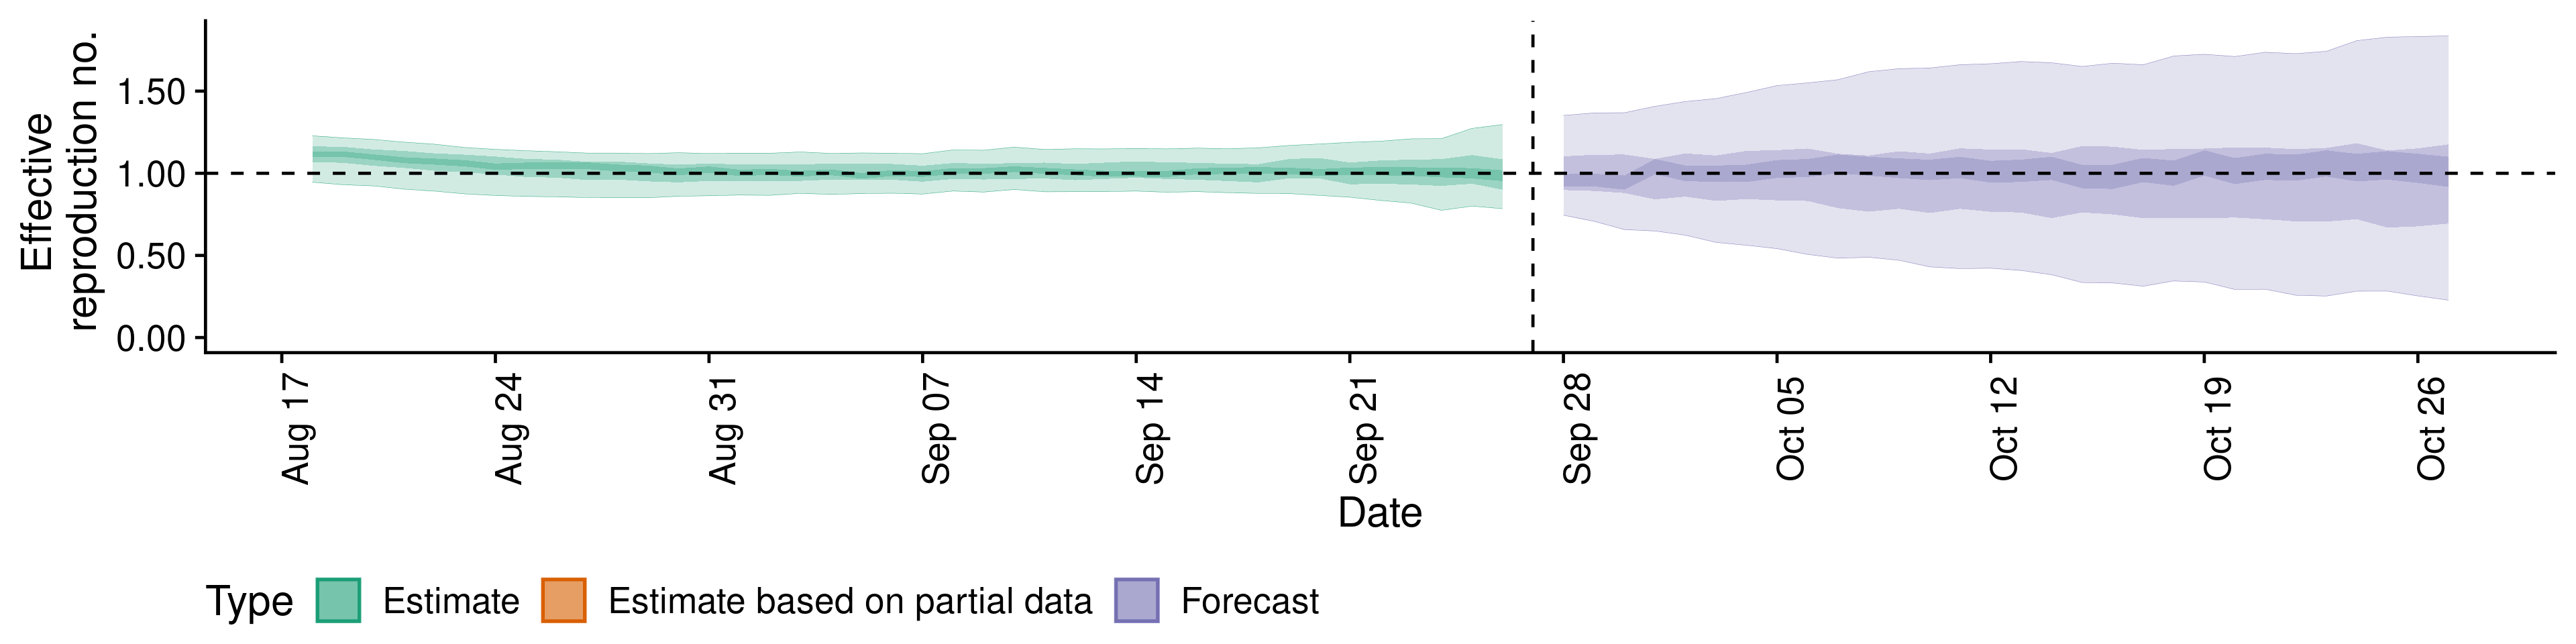 Effective
reproduction no.
1.50
1.00
0.50
0.00
Aug 17
Aug 24
Aug 31
Sep 07
Sep 14
Sep 21
Sep 28
Oct 05
Oct 12
Oct 19
Oct 26
Date
Type Estimate Estimate based on partial data Forecast